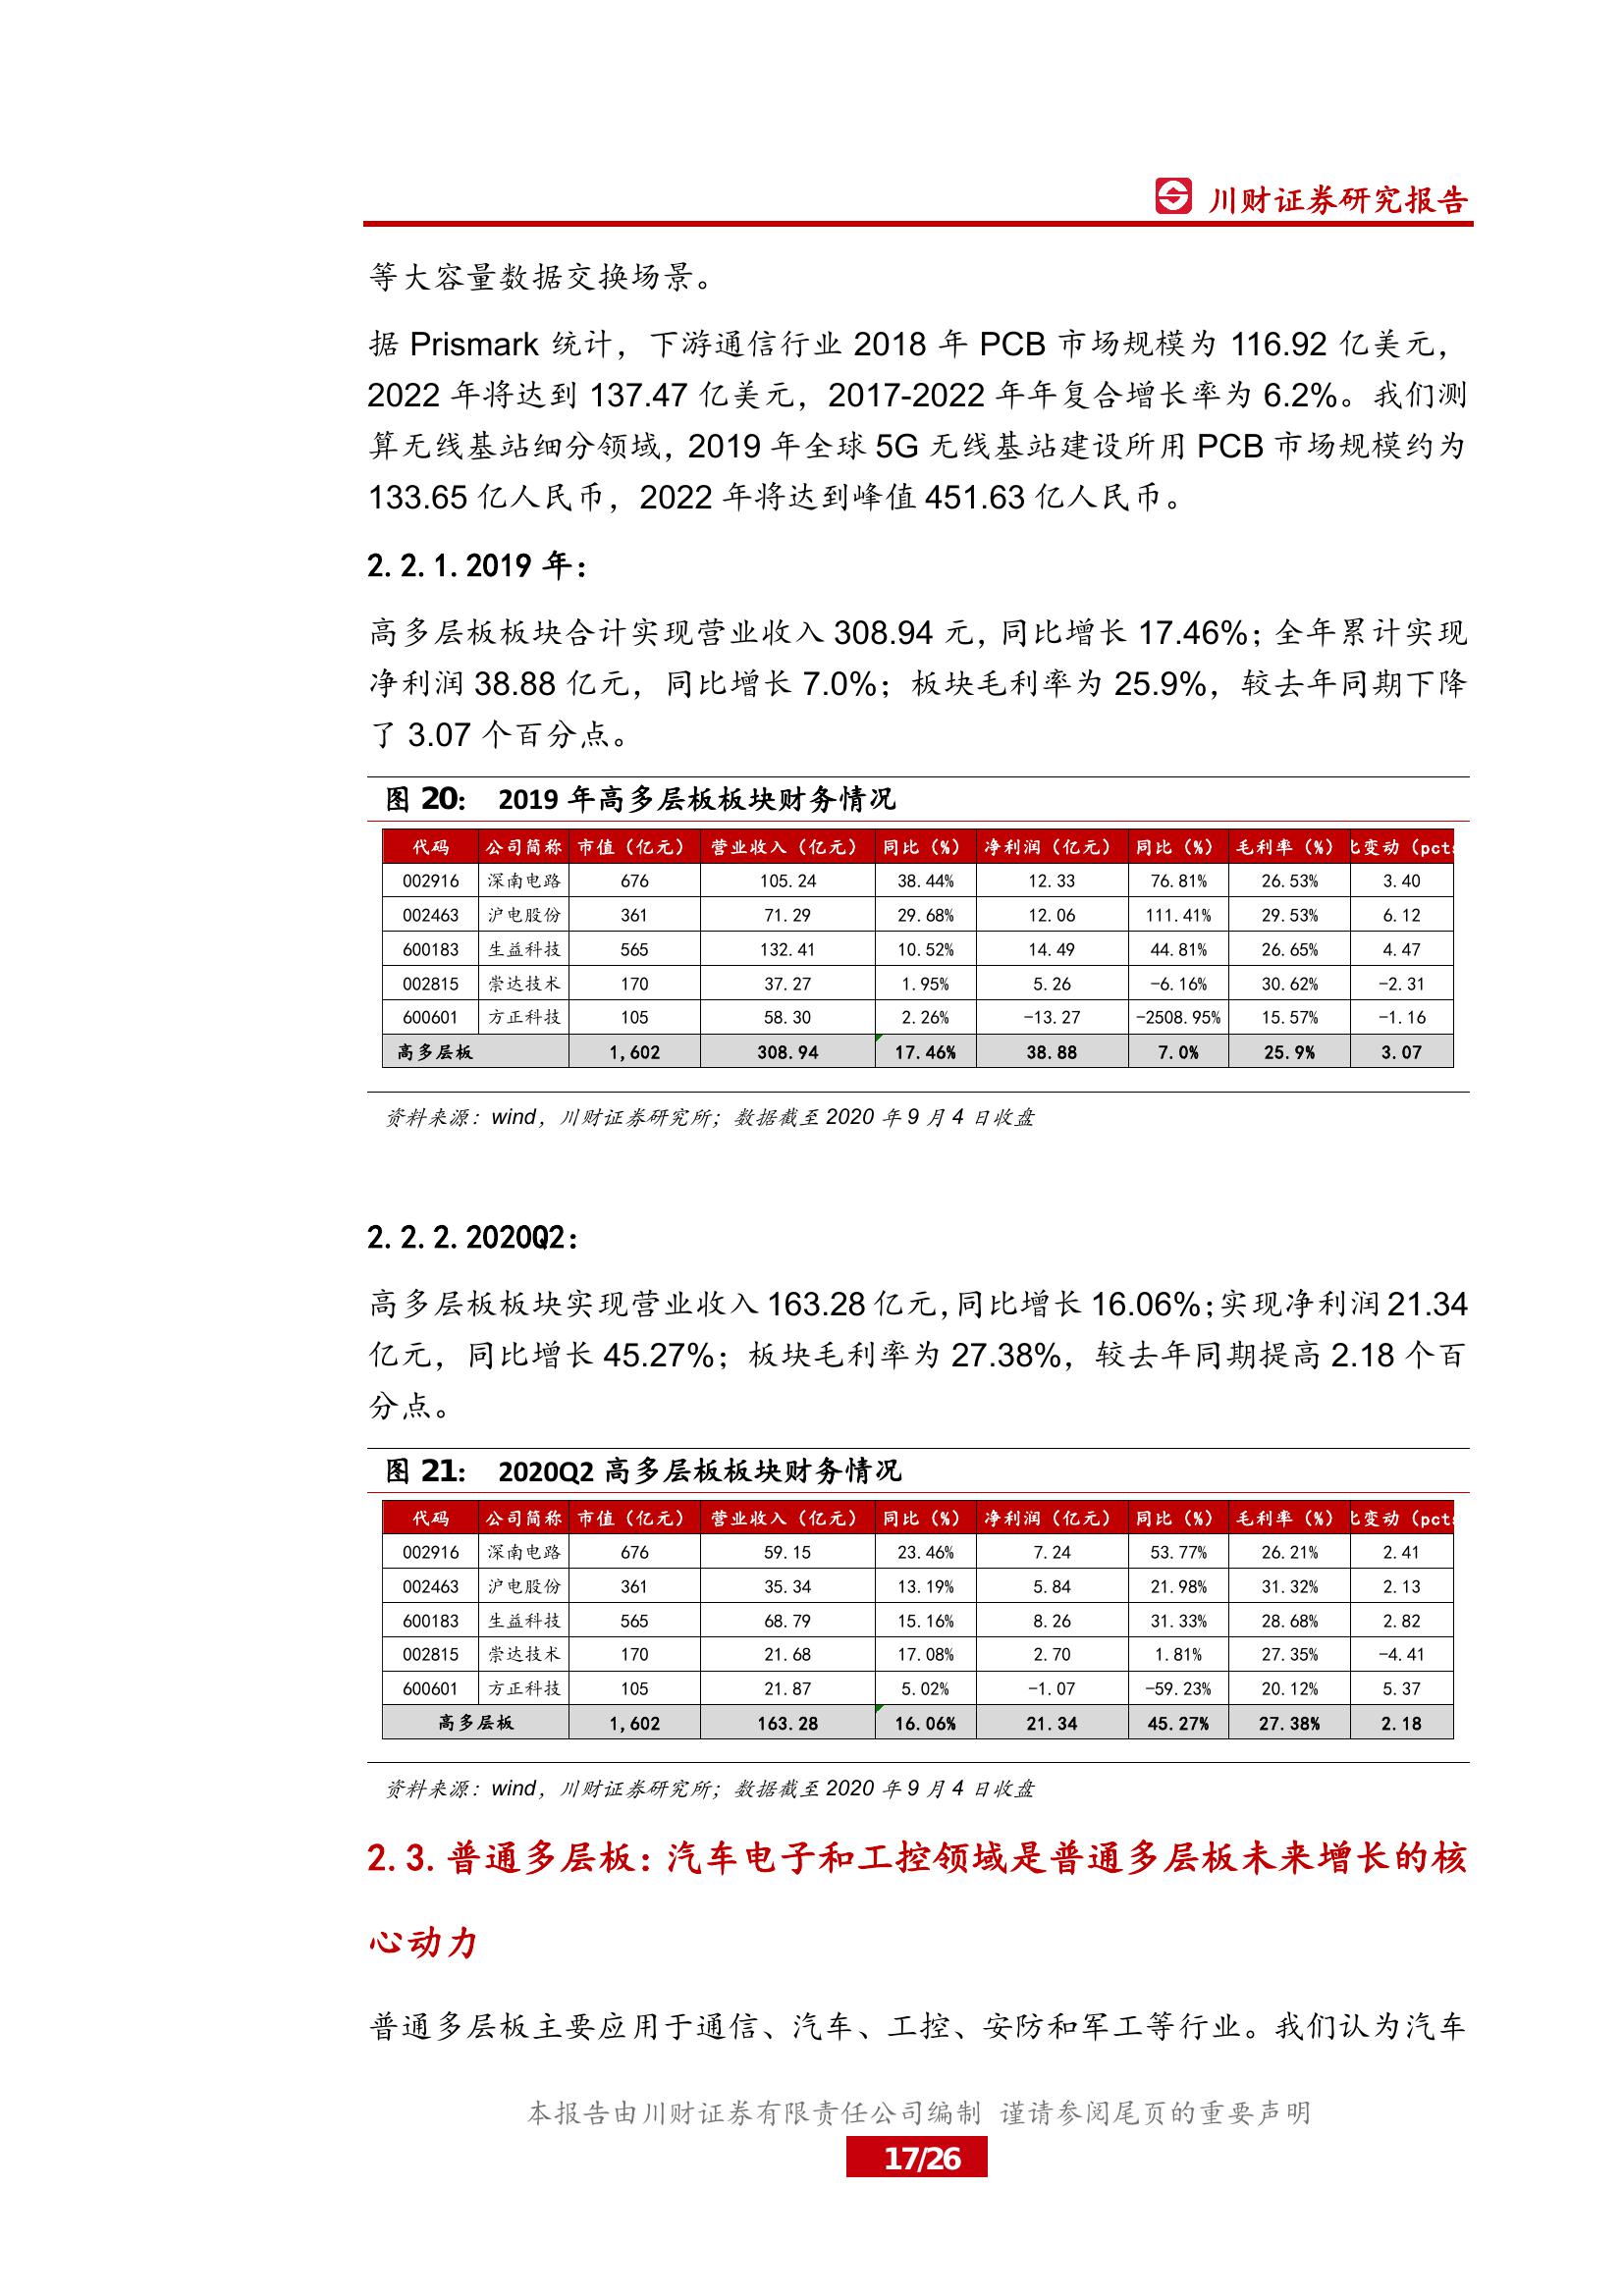 川财证券研究报告
等大容量数据交换场景。
据 Prismark 统计，下游通信行业 2018 年 PCB 市场规模为 116.92 亿美元，
2022 年将达到 137.47 亿美元，2017-2022 年年复合增长率为 6.2%。我们测
算无线基站细分领域，2019 年全球 5G 无线基站建设所用 PCB 市场规模约为
133.65 亿人民币，2022 年将达到峰值 451.63 亿人民币。
2.2.1.2019 年：
高多层板板块合计实现营业收入 308.94 元，同比增长 17.46%；全年累计实现
净利润 38.88 亿元，同比增长 7.0%；板块毛利率为 25.9%，较去年同期下降
了 3.07 个百分点。
图 20： 2019 年高多层板板块财务情况
代码 公司简称 市值（亿元） 营业收入（亿元） 同比（%） 净利润（亿元） 同比（%） 毛利率（%） 比变动（pcts
002916 深南电路 676 105.24 38.44% 12.33 76.81% 26.53% 3.40
002463 沪电股份 361 71.29 29.68% 12.06 111.41% 29.53% 6.12
600183 生益科技 565 132.41 10.52% 14.49 44.81% 26.65% 4.47
002815 崇达技术 170 37.27 1.95% 5.26 -6.16% 30.62% -2.31
600601 方正科技 105 58.30 2.26% -13.27 -2508.95% 15.57% -1.16
高多层板 1,602 308.94 17.46% 38.88 7.0% 25.9% 3.07
资料来源：wind，川财证券研究所；数据截至 2020 年 9 月 4 日收盘
2.2.2.2020Q2：
高多层板板块实现营业收入 163.28 亿元，同比增长 16.06%；实现净利润 21.34
亿元，同比增长 45.27%；板块毛利率为 27.38%，较去年同期提高 2.18 个百
分点。
图 21： 2020Q2 高多层板板块财务情况
代码 公司简称 市值（亿元） 营业收入（亿元） 同比（%） 净利润（亿元） 同比（%） 毛利率（%） 比变动（pcts
002916 深南电路 676 59.15 23.46% 7.24 53.77% 26.21% 2.41
002463 沪电股份 361 35.34 13.19% 5.84 21.98% 31.32% 2.13
600183 生益科技 565 68.79 15.16% 8.26 31.33% 28.68% 2.82
002815 崇达技术 170 21.68 17.08% 2.70 1.81% 27.35% -4.41
600601 方正科技 105 21.87 5.02% -1.07 -59.23% 20.12% 5.37
高多层板 1,602 163.28 16.06% 21.34 45.27% 27.38% 2.18
资料来源：wind，川财证券研究所；数据截至 2020 年 9 月 4 日收盘
2.3.普通多层板：汽车电子和工控领域是普通多层板未来增长的核
心动力
普通多层板主要应用于通信、汽车、工控、安防和军工等行业。我们认为汽车
本报告由川财证券有限责任公司编制 谨请参阅尾页的重要声明
17/26